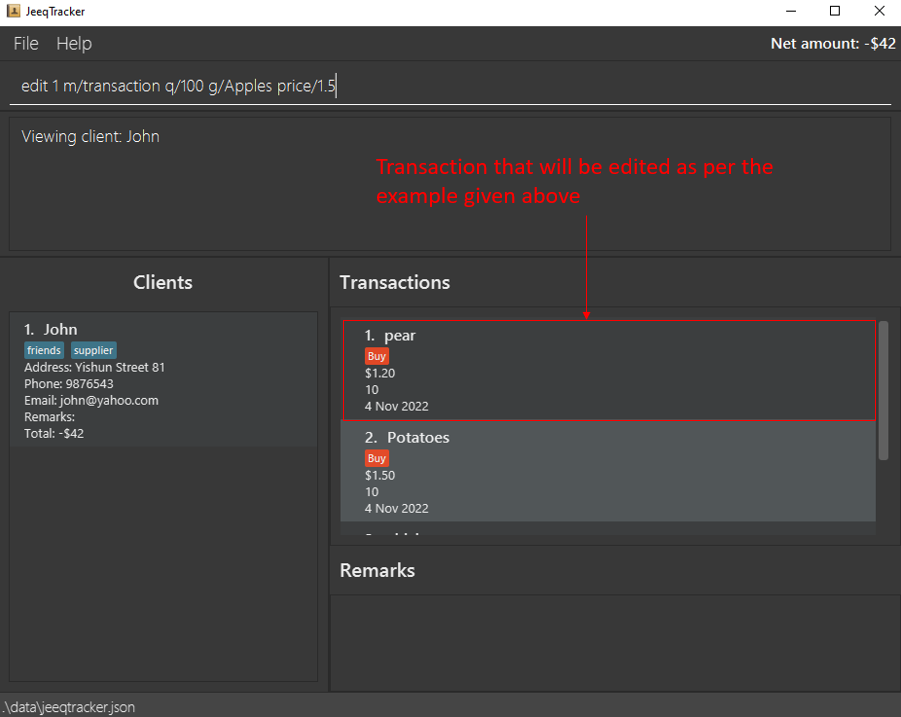 JeeqTracker
File Help Net amount: -$42
edit 1 m/transaction q/100 g/Apples price/1.5
Viewing client: John
Transaction that will be edited as per the
example given above
Clients
1. John
friends supplier
Address: Yishun Street 81
Phone: 9876543
Email: john@yahoo.com
Remarks:
Total: -$42
Transactions
1. pear
Buy
$1.20
10
4 Nov 2022
2. Potatoes
Buy
$1.50
10
4 Nov 2022
Remarks
.\data\jeeqtracker.json